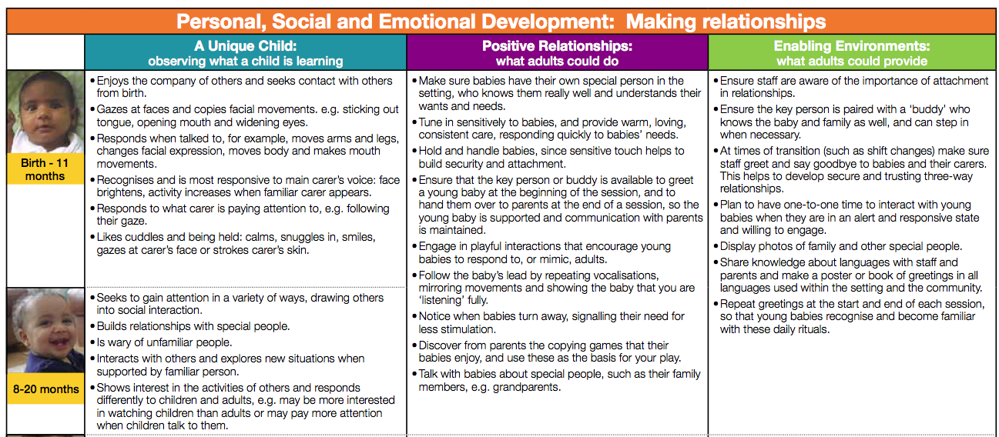 Personal, Social and Emotional Development:  Making relationships
A Unique Child:
observing what a child is learning
Positive Relationships:
what adults could do
Enabling Environments:
what adults could provide
Birth - 11
months
• Enjoys the company of others and seeks contact with others
from birth.
• Gazes at faces and copies facial movements. e.g. sticking out
tongue, opening mouth and widening eyes.
• Responds when talked to, for example, moves arms and legs,
changes facial expression, moves body and makes mouth
movements.
• Recognises and is most responsive to main carer's voice: face
brightens, activity increases when familiar carer appears.
• Responds to what carer is paying attention to, e.g. following
their gaze.
• Likes cuddles and being held: calms, snuggles in, smiles,
gazes at carer's face or strokes carer's skin.
8-20 months
• Seeks to gain attention in a variety of ways, drawing others
into social interaction.
• Builds relationships with special people.
• Is wary of unfamiliar people.
• Interacts with others and explores new situations when
supported by familiar person.
• Shows interest in the activities of others and responds
differently to children and adults, e.g. may be more interested
in watching children than adults or may pay more attention
when children talk to them.
• Make sure babies have their own special person in the
setting, who knows them really well and understands their
wants and needs.
• Tune in sensitively to babies, and provide warm, loving,
consistent care, responding quickly to babies' needs.
• Hold and handle babies, since sensitive touch helps to
build security and attachment.
• Ensure that the key person or buddy is available to greet
a young baby at the beginning of the session, and to
hand them over to parents at the end of a session, so the
young baby is supported and communication with parents
is maintained.
• Engage in playful interactions that encourage young
babies to respond to, or mimic, adults.
• Follow the baby's lead by repeating vocalisations,
mirroring movements and showing the baby that you are
'listening' fully.
• Notice when babies turn away, signalling their need for
less stimulation.
• Discover from parents the copying games that their
babies enjoy, and use these as the basis for your play.
• Talk with babies about special people, such as their family
members, e.g. grandparents.
• Ensure staff are aware of the importance of attachment
in relationships.
• Ensure the key person is paired with a 'buddy' who
knows the baby and family as well, and can step in
when necessary.
• At times of transition (such as shift changes) make sure
staff greet and say goodbye to babies and their carers.
This helps to develop secure and trusting three-way
relationships.
• Plan to have one-to-one time to interact with young
babies when they are in an alert and responsive state
and willing to engage.
• Display photos of family and other special people.
• Share knowledge about languages with staff and
parents and make a poster or book of greetings in all
languages used within the setting and the community.
• Repeat greetings at the start and end of each session,
so that young babies recognise and become familiar
with these daily rituals.